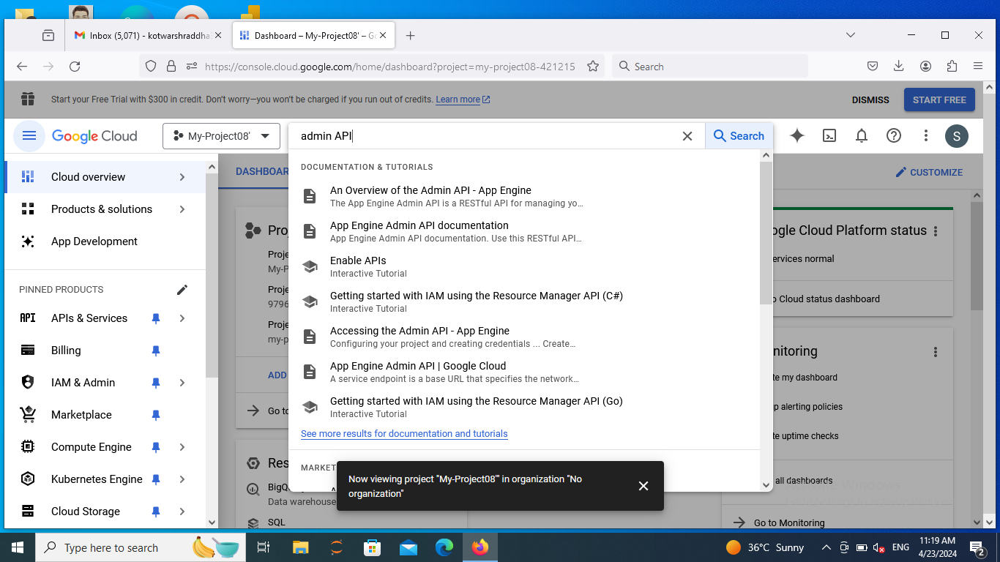 Inbox (5,071) - kotwarshraddha
Dashboard – My-Project08' – Go
https://console.cloud.google.com/home/dashboard?project=my-project08-421215
Search
Start your Free Trial with $300 in credit. Don't worry—you won't be charged if you run out of credits. Learn more
DISMISS
START FREE
Google Cloud
My-Project08'
admin API
Search
S
Cloud overview
Products & solutions
App Development
PINNED PRODUCTS
APIs & Services
Billing
IAM & Admin
Marketplace
Compute Engine
Kubernetes Engine
Cloud Storage
DASHBOAR
CUSTOMIZE
Proj
Proje
My-P
Proje
9796
Proje
my-p
ADD
Go to
Res
BigQ
Data warehouse
SQL
DOCUMENTATION & TUTORIALS
An Overview of the Admin API - App Engine
The App Engine Admin API is a RESTful API for managing yo…
App Engine Admin API documentation
App Engine Admin API documentation. Use this RESTful API…
Enable APIs
Interactive Tutorial
Getting started with IAM using the Resource Manager API (C#)
Interactive Tutorial
Accessing the Admin API - App Engine
Configuring your project and creating credentials ... Create…
App Engine Admin API | Google Cloud
A service endpoint is a base URL that specifies the network…
Getting started with IAM using the Resource Manager API (Go)
Interactive Tutorial
See more results for documentation and tutorials
MARKET
Now viewing project "My-Project08'" in organization "No
organization"
ogle Cloud Platform status
ervices normal
o Cloud status dashboard
nitoring
te my dashboard
p alerting policies
te uptime checks
all dashboards
Go to Monitoring
Type here to search
36°C Sunny
ENG
11:19 AM
4/23/2024
2